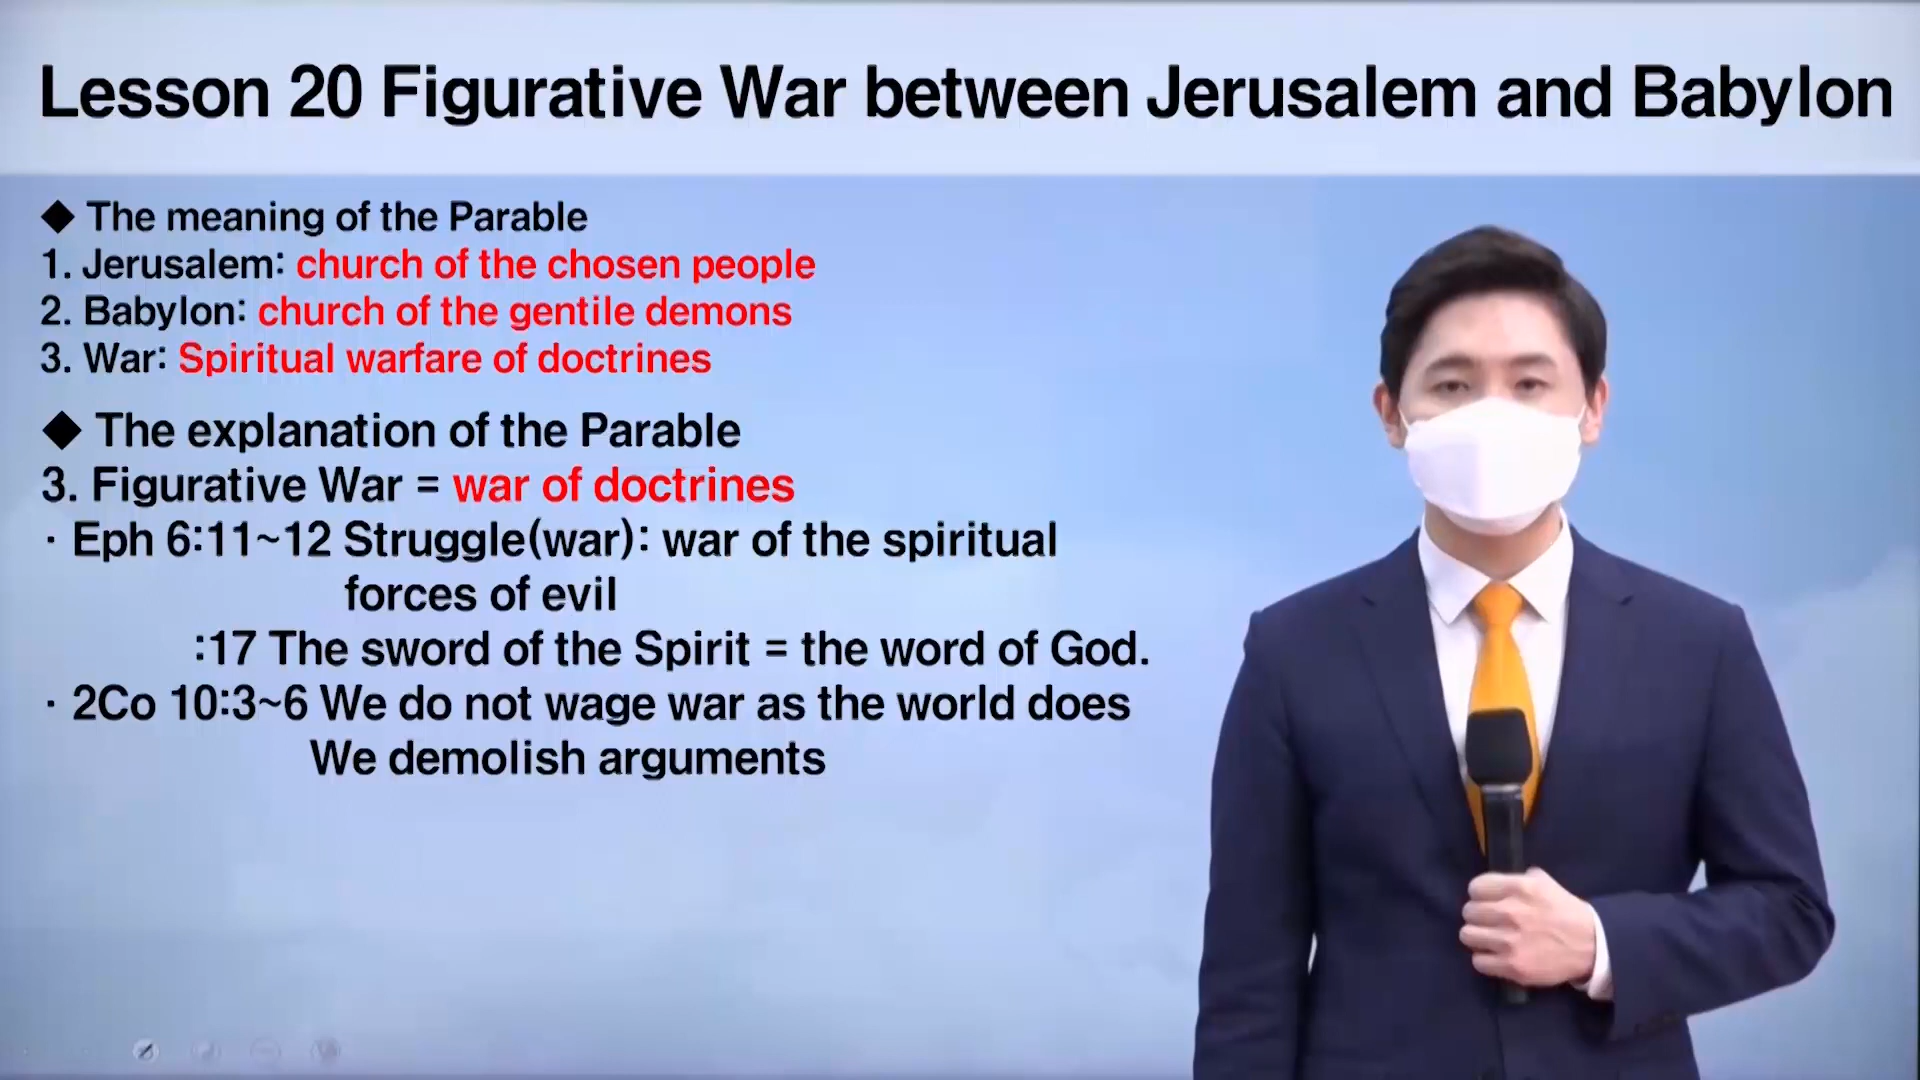 Lesson 20 Figurative War between Jerusalem and Babylon
◆ The meaning of the Parable
1. Jerusalem: church of the chosen people
2. Babylon: church of the gentile demons
3. War: Spiritual warfare of doctrines
◆ The explanation of the Parable
3. Figurative War = war of doctrines
· Eph 6:11~12 Struggle(war): war of the spiritual
forces of evil
:17 The sword of the Spirit = the word of God.
· 2Co 10:3~6 We do not wage war as the world does
We demolish arguments